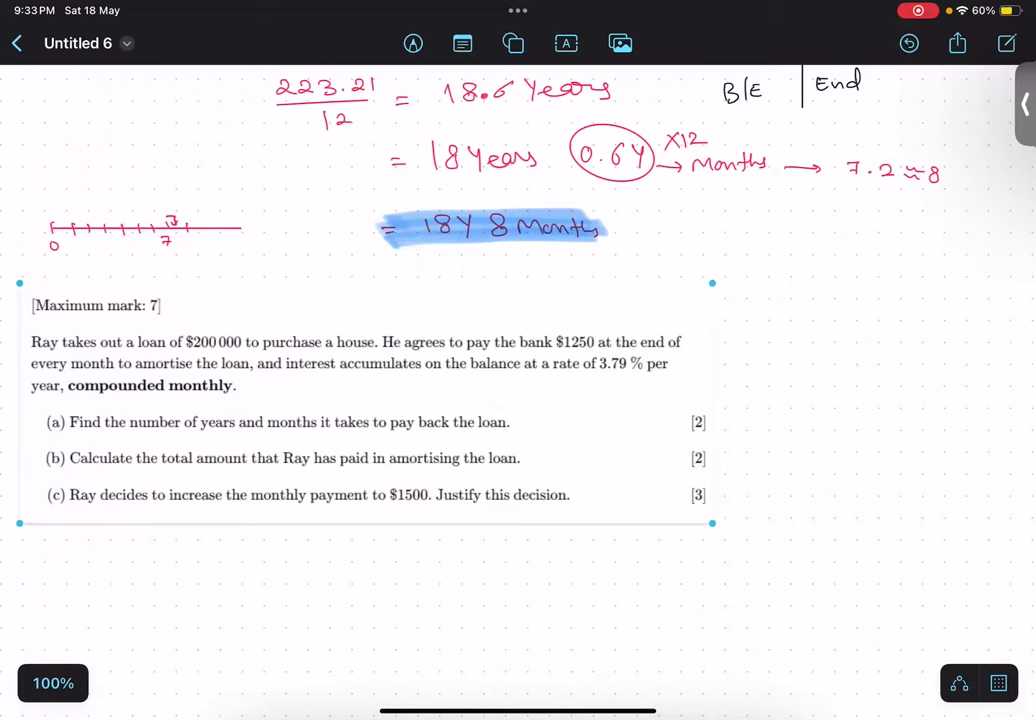 9:33 PM Sat 18 May 60%
Untitled 6
223.21 / 12 = 18.6 Years
B/E | End
= 18 Years 0.6Y x12 → Months → 7.2 ≈ 8
= 18Y 8 Months
0 7
[Maximum mark: 7]
Ray takes out a loan of $200 000 to purchase a house. He agrees to pay the bank $1250 at the end of
every month to amortise the loan, and interest accumulates on the balance at a rate of 3.79 % per
year, compounded monthly.
(a) Find the number of years and months it takes to pay back the loan. [2]
(b) Calculate the total amount that Ray has paid in amortising the loan. [2]
(c) Ray decides to increase the monthly payment to $1500. Justify this decision. [3]
100%